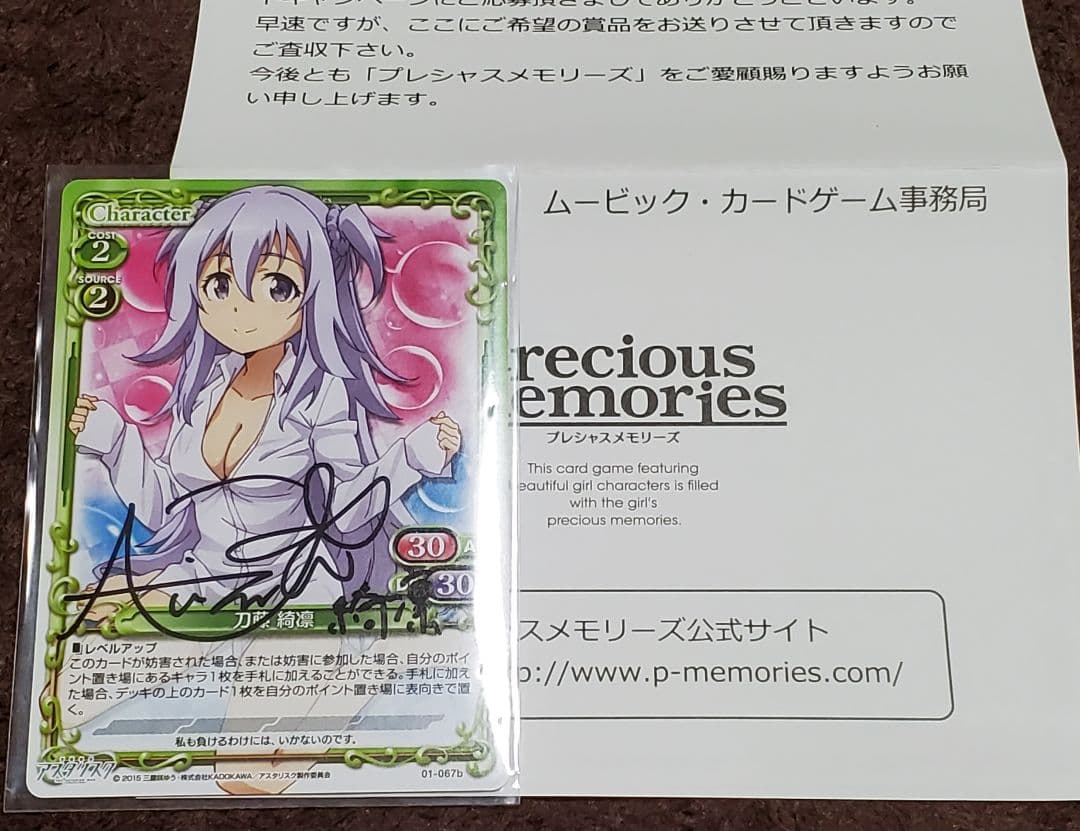 早速ですが、ここにご希望の賞品をお送りさせて頂きますので
ご査収下さい。
今後とも「プレシャスメモリーズ」をご愛顧賜りますようお願
い申し上げます。
ムービック・カードゲーム事務局
recious
emories
プレシャスメモリーズ
This card game featuring
eautiful girl characters is filled
with the girl's
precious memories.
スメモリーズ公式サイト
p://www.p-memories.com/
Character
COST
2
SOURCE
2
30 A
30
刀藤 綺凛
綺凛
■レベルアップ
このカードが妨害された場合、または妨害に参加した場合、自分のポイ
ント置き場にあるキャラ1枚を手札に加えることができる。手札に加え
た場合、デッキの上のカード1枚を自分のポイント置き場に表向きで置
く。
私も負けるわけには、いかないのです。
アスタリスク
© 2015 三屋咲ゆう・株式会社KADOKAWA／アスタリスク製作委員会
01-067b